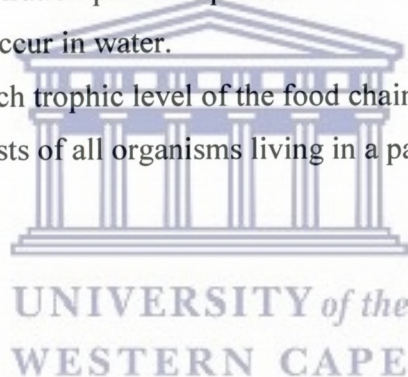 ccur in water.
ch trophic level of the food chain
sts of all organisms living in a pa
UNIVERSITY of the
WESTERN CAPE